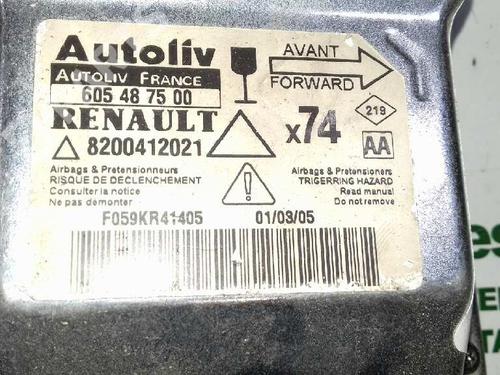 Autoliv
AUTOLIV FRANCE
605 48 75 00
AVANT
FORWARD
RENAULT
8200412021
x74
219
AA
Airbags & Pretensionneurs
RISQUE DE DECLENCHEMENT
Consulter la notice
Ne pas demonter
Airbags & Pretensioners
TRIGERRING HAZARD
Read manual
Do not remove
F059KR41405
01/03/05